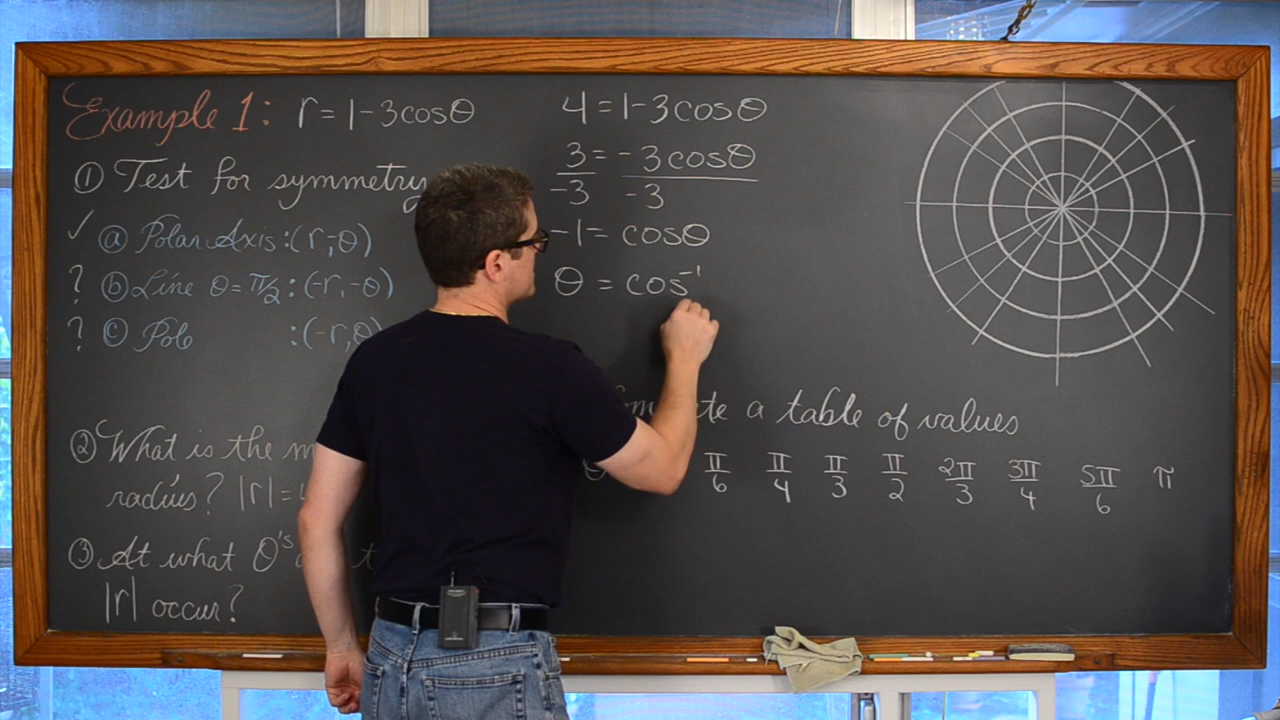 Example 1: r = 1-3cosθ
① Test for symmetry
✓ ⓐ Polar Axis: (r,-θ)
? ⓑ Line θ = π/2 : (-r,-θ)
? ⓒ Pole : (-r,θ)
② What is the
radius? |r| =
③ At what θ's
|r| occur?
4 = 1-3cosθ
3/-3 = -3cosθ/-3
-1 = cosθ
θ = cos⁻¹
a table of values
π/6 π/4 π/3 π/2 2π/3 3π/4 5π/6 π